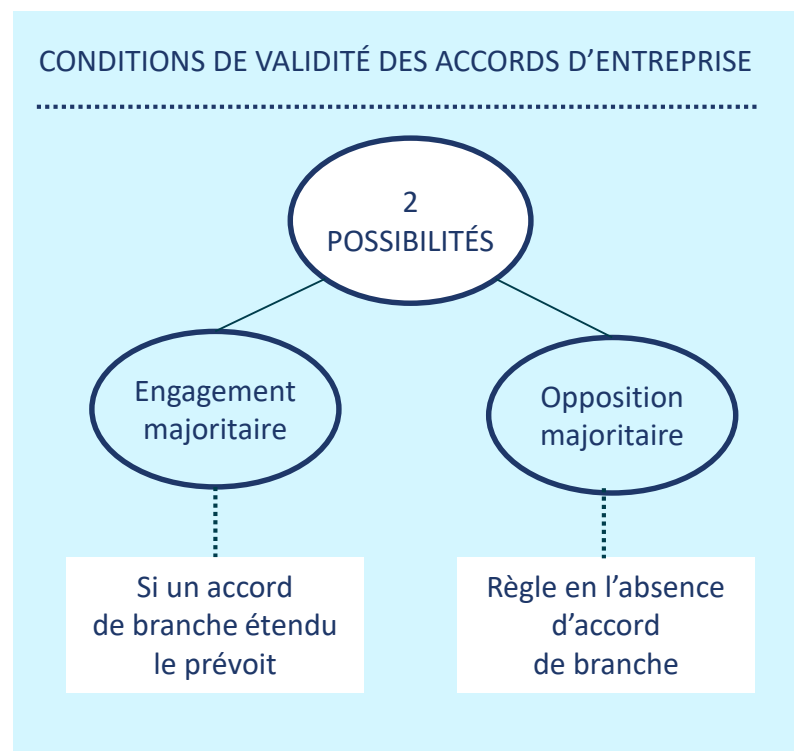 CONDITIONS DE VALIDITÉ DES ACCORDS D’ENTREPRISE
2
POSSIBILITÉS
Engagement
majoritaire
Opposition
majoritaire
Si un accord
de branche étendu
le prévoit
Règle en l’absence
d’accord
de branche